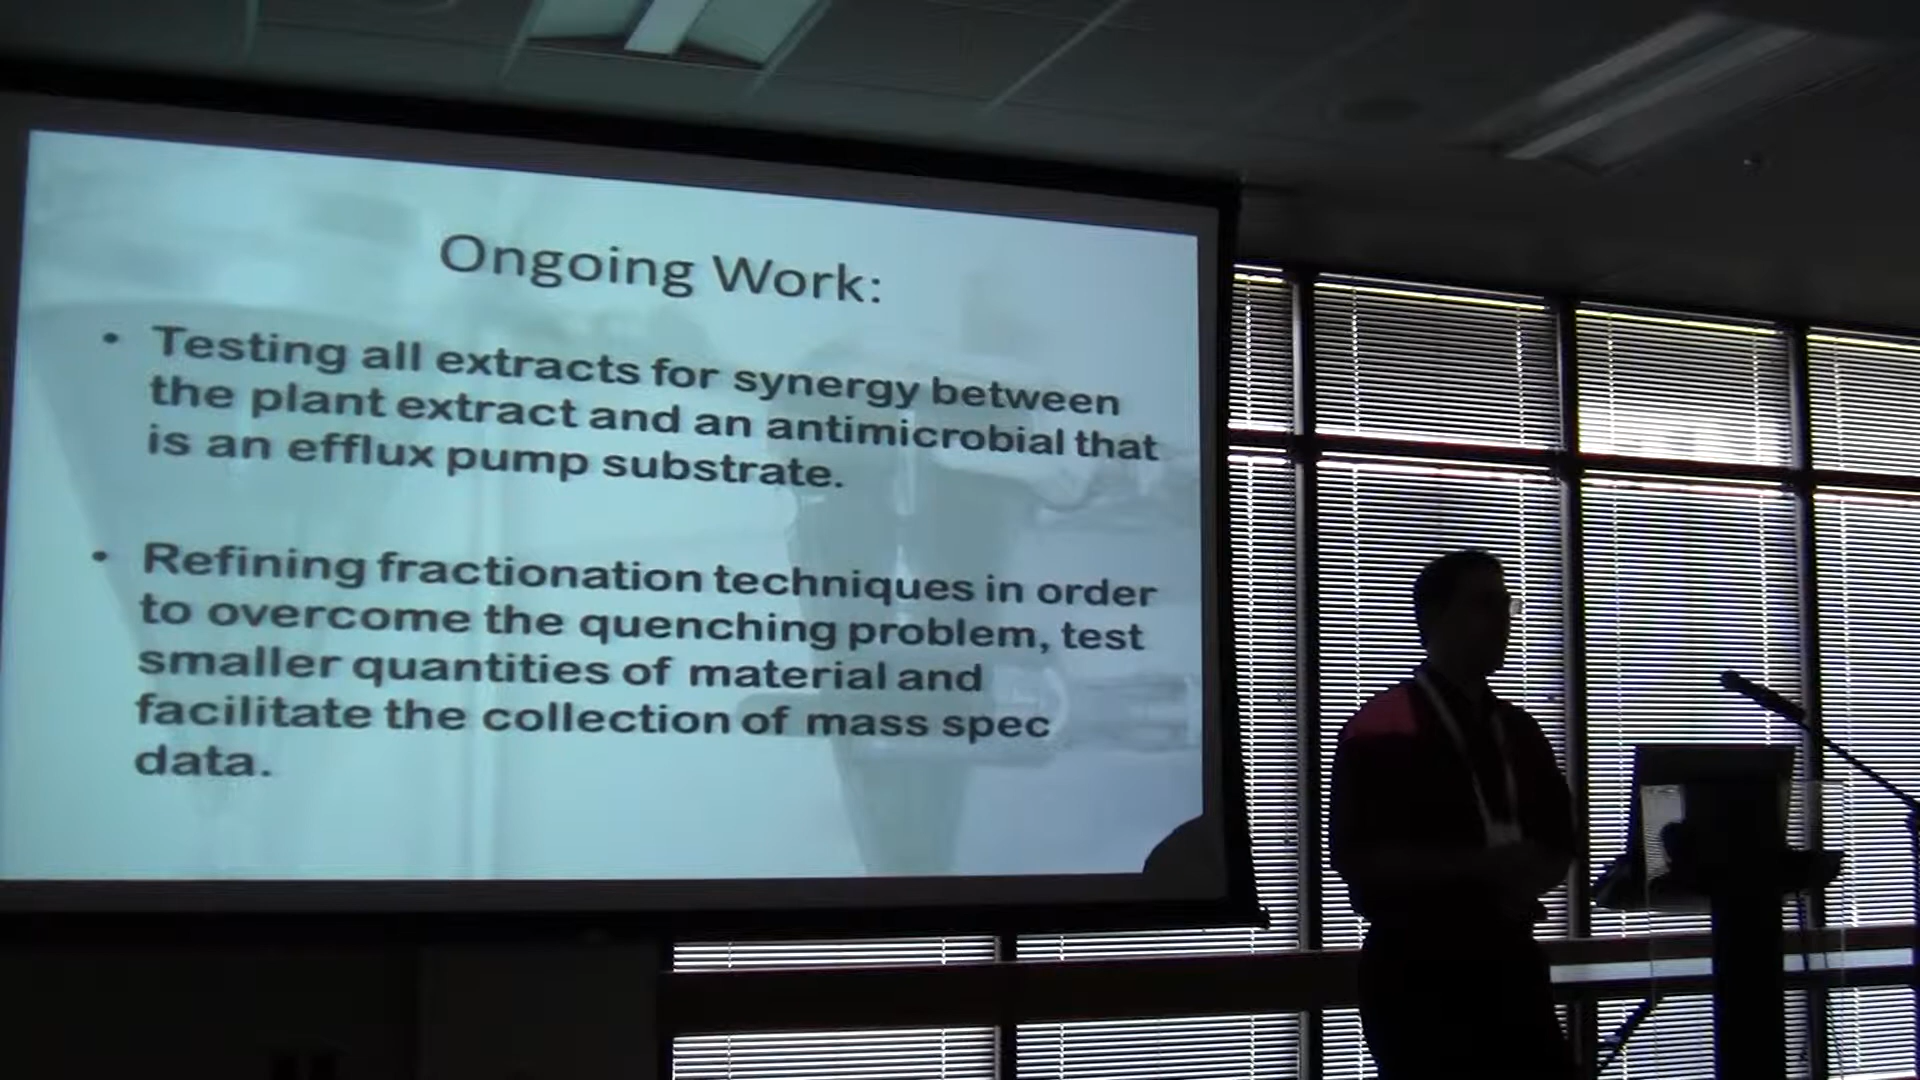 Ongoing Work:
• Testing all extracts for synergy between
the plant extract and an antimicrobial that
is an efflux pump substrate.
• Refining fractionation techniques in order
to overcome the quenching problem, test
smaller quantities of material and
facilitate the collection of mass spec
data.